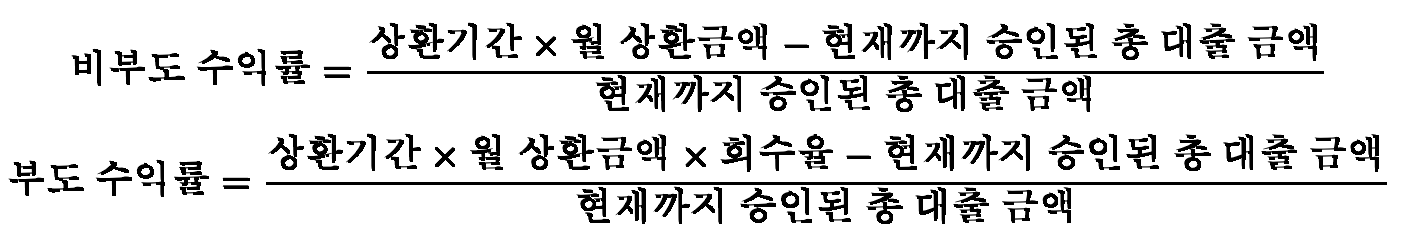 비부도 수익률 = 상환기간 × 월 상환금액 − 현재까지 승인된 총 대출 금액
현재까지 승인된 총 대출 금액
부도 수익률 = 상환기간 × 월 상환금액 × 회수율 − 현재까지 승인된 총 대출 금액
현재까지 승인된 총 대출 금액